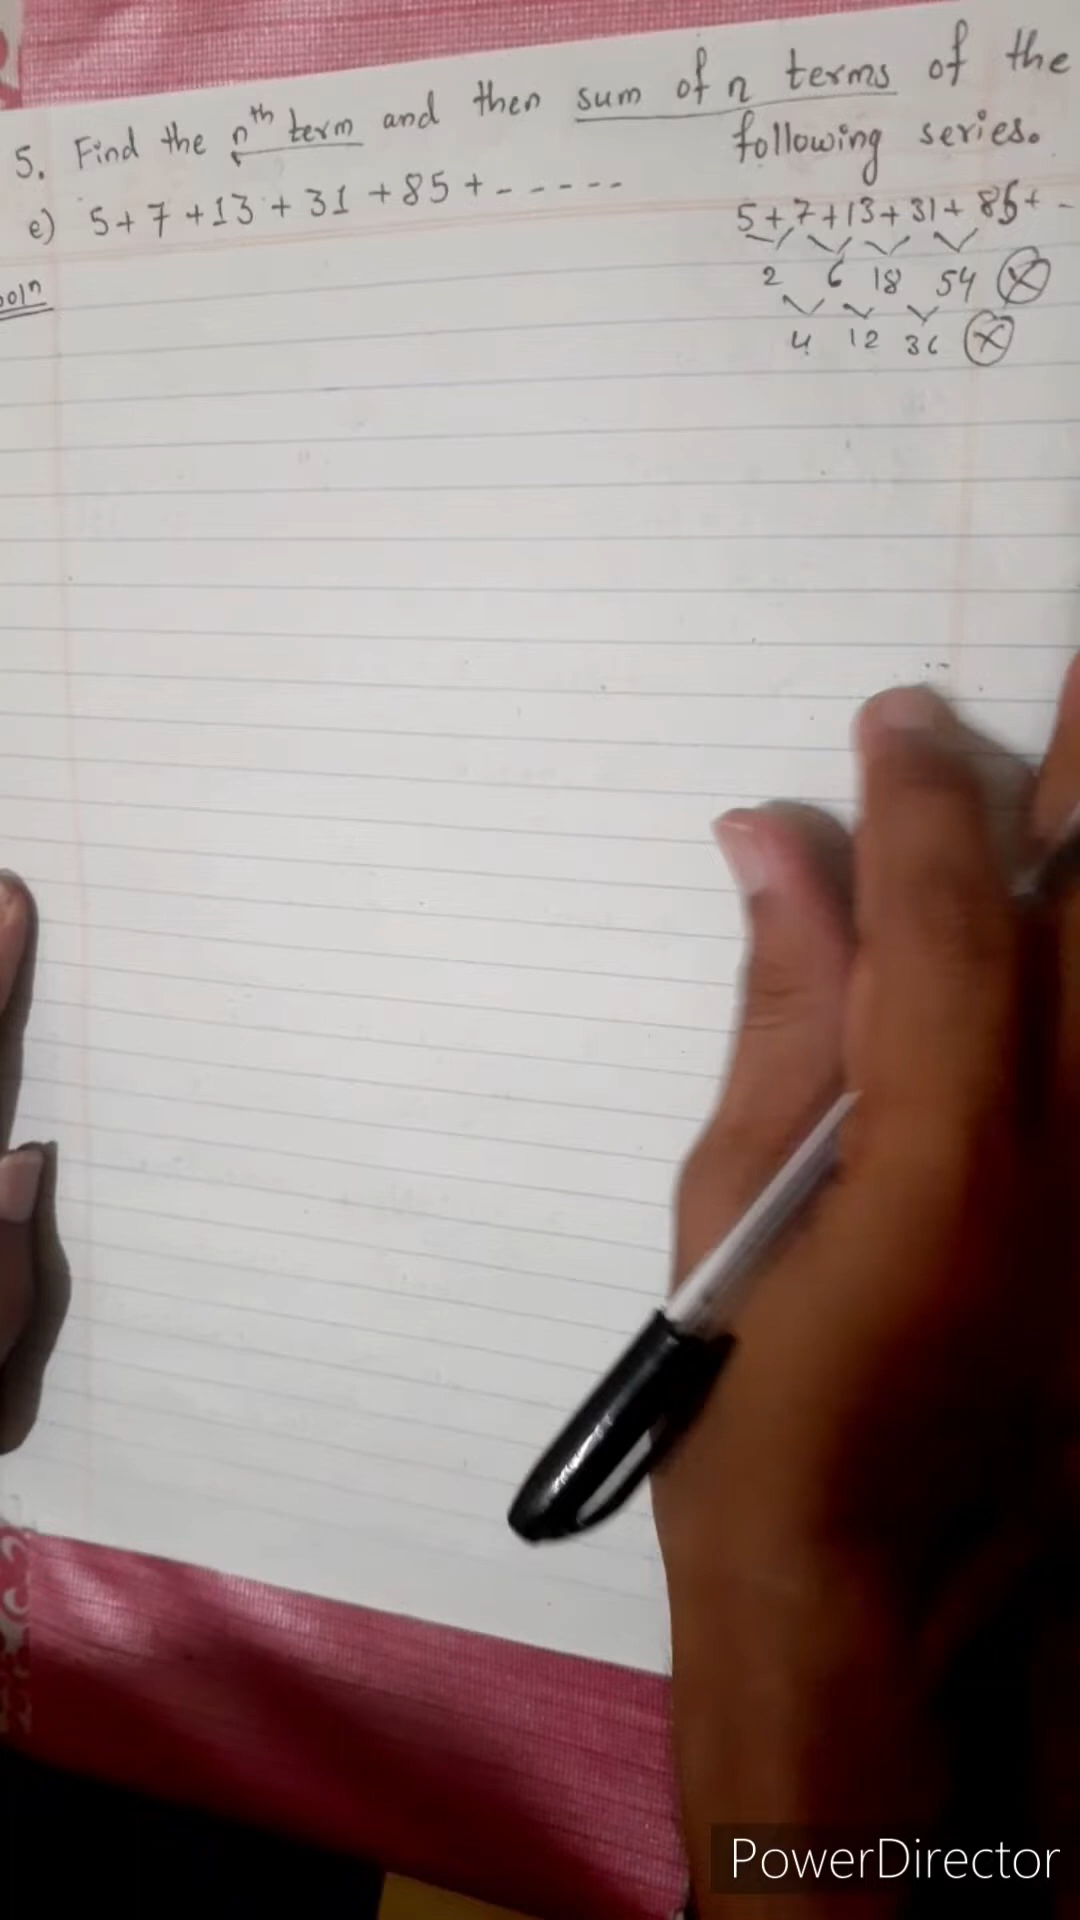 5. Find the nth term and then sum of n terms of the
following series.
e) 5 + 7 + 13 + 31 + 85 + - - - - - -
5 + 7 + 13 + 31 + 85 + -
2 6 18 54 ⊗
4 12 36 ⊗
soln
PowerDirector